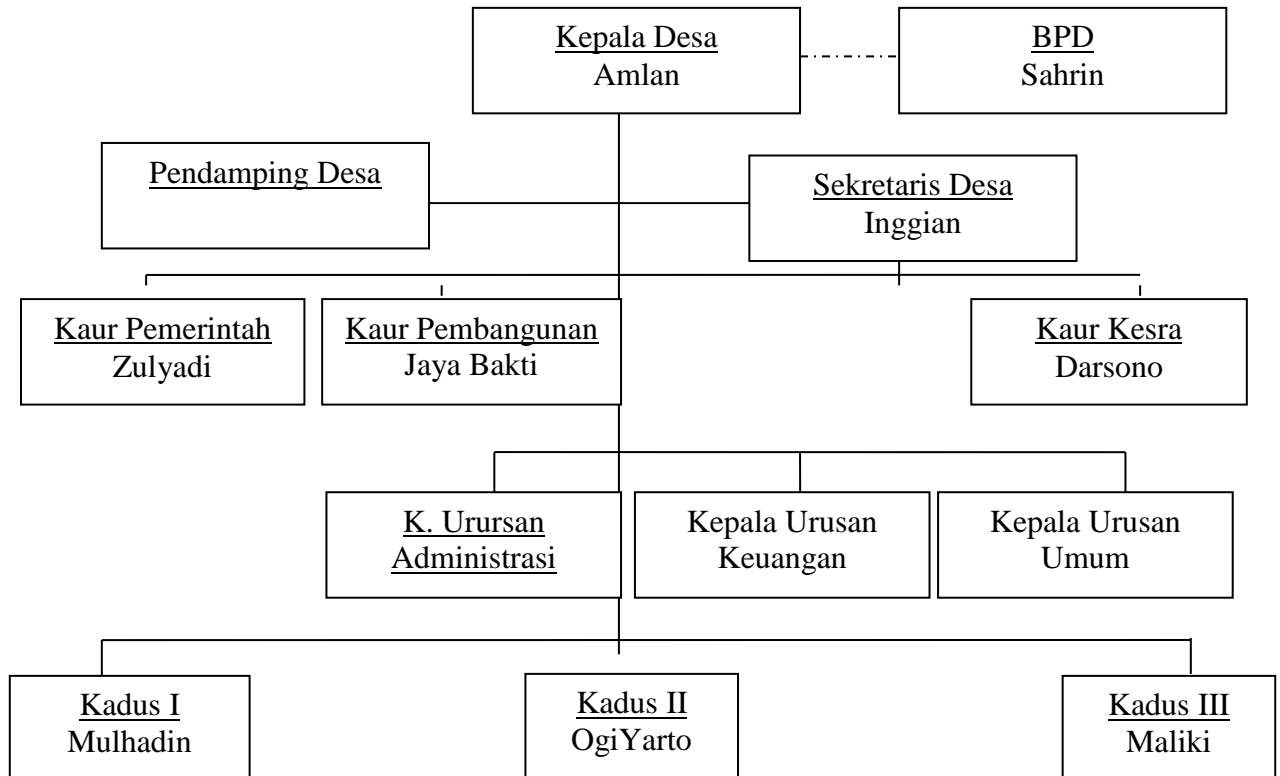 Kepala Desa
Amlan
BPD
Sahrin
Pendamping Desa
Sekretaris Desa
Inggian
Kaur Pemerintah
Zulyadi
Kaur Pembangunan
Jaya Bakti
Kaur Kesra
Darsono
K. Urursan
Administrasi
Kepala Urusan
Keuangan
Kepala Urusan
Umum
Kadus I
Mulhadin
Kadus II
OgiYarto
Kadus III
Maliki